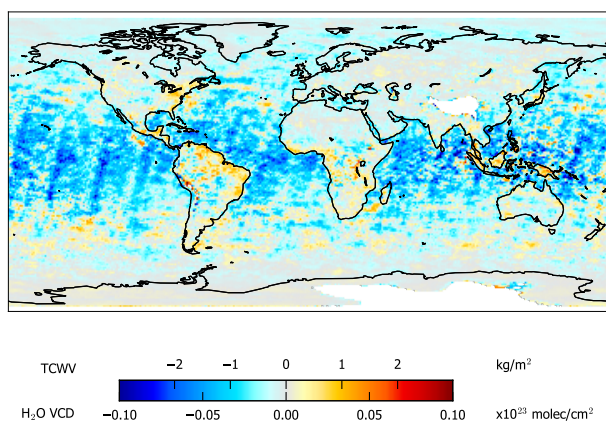 TCWV −2 −1 0 1 2 kg/m²
H₂O VCD −0.10 −0.05 0.00 0.05 0.10 x10²³ molec/cm²